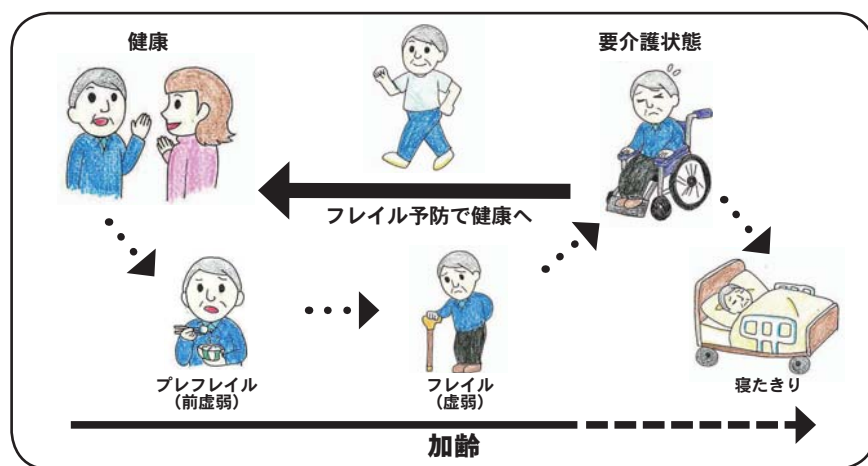 健康
要介護状態
フレイル予防で健康へ
プレフレイル
（前虚弱）
フレイル
（虚弱）
寝たきり
加齢